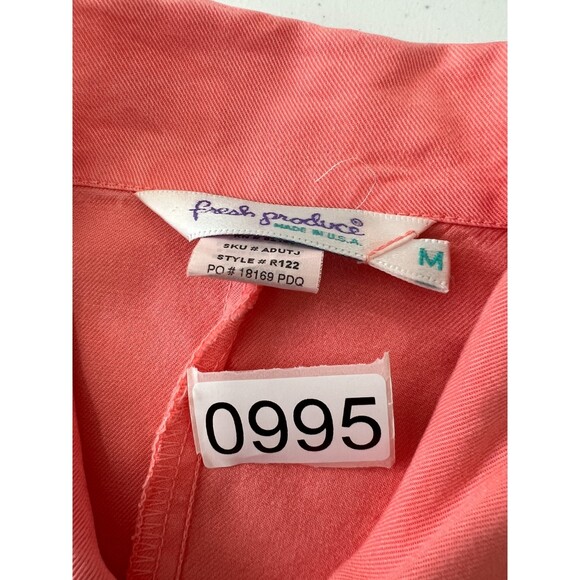 fresh produce®
MADE IN U.S.A.
M
SKU # ADUTJ
STYLE # R122
PO # 18169 PDQ
0995